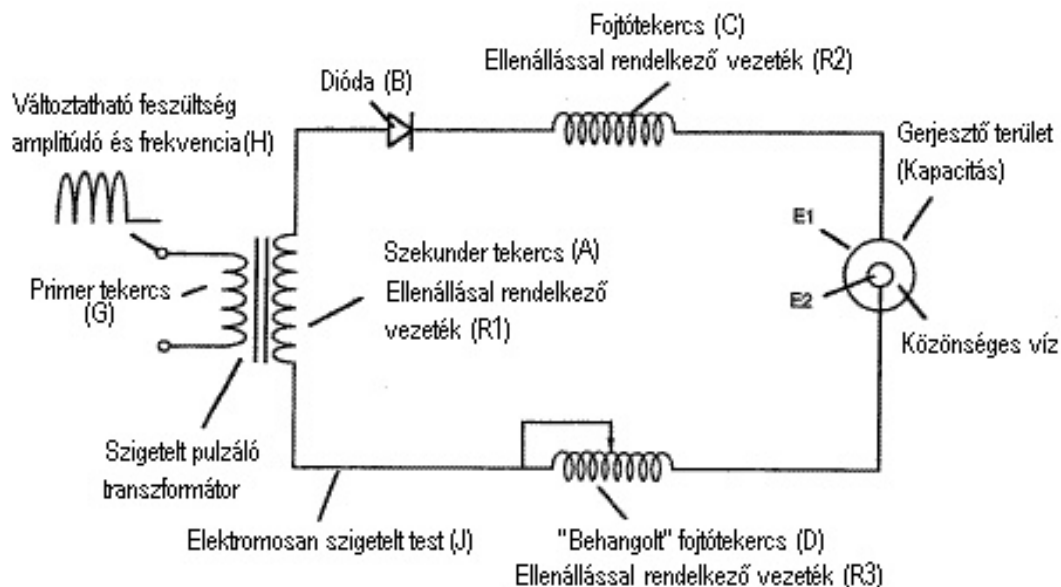 Fojtótekercs (C)
Ellenállással rendelkező vezeték (R2)
Dióda (B)
Változtatható feszültség
amplitúdó és frekvencia (H)
Gerjesztő terület
(Kapacitás)
E1
Szekunder tekercs (A)
Ellenállásal rendelkező
vezeték (R1)
Primer tekercs
(G)
E2
Közönséges víz
Szigetelt pulzáló
transzformátor
Elektromosan szigetelt test (J)
"Behangolt" fojtótekercs (D)
Ellenállással rendelkező vezeték (R3)